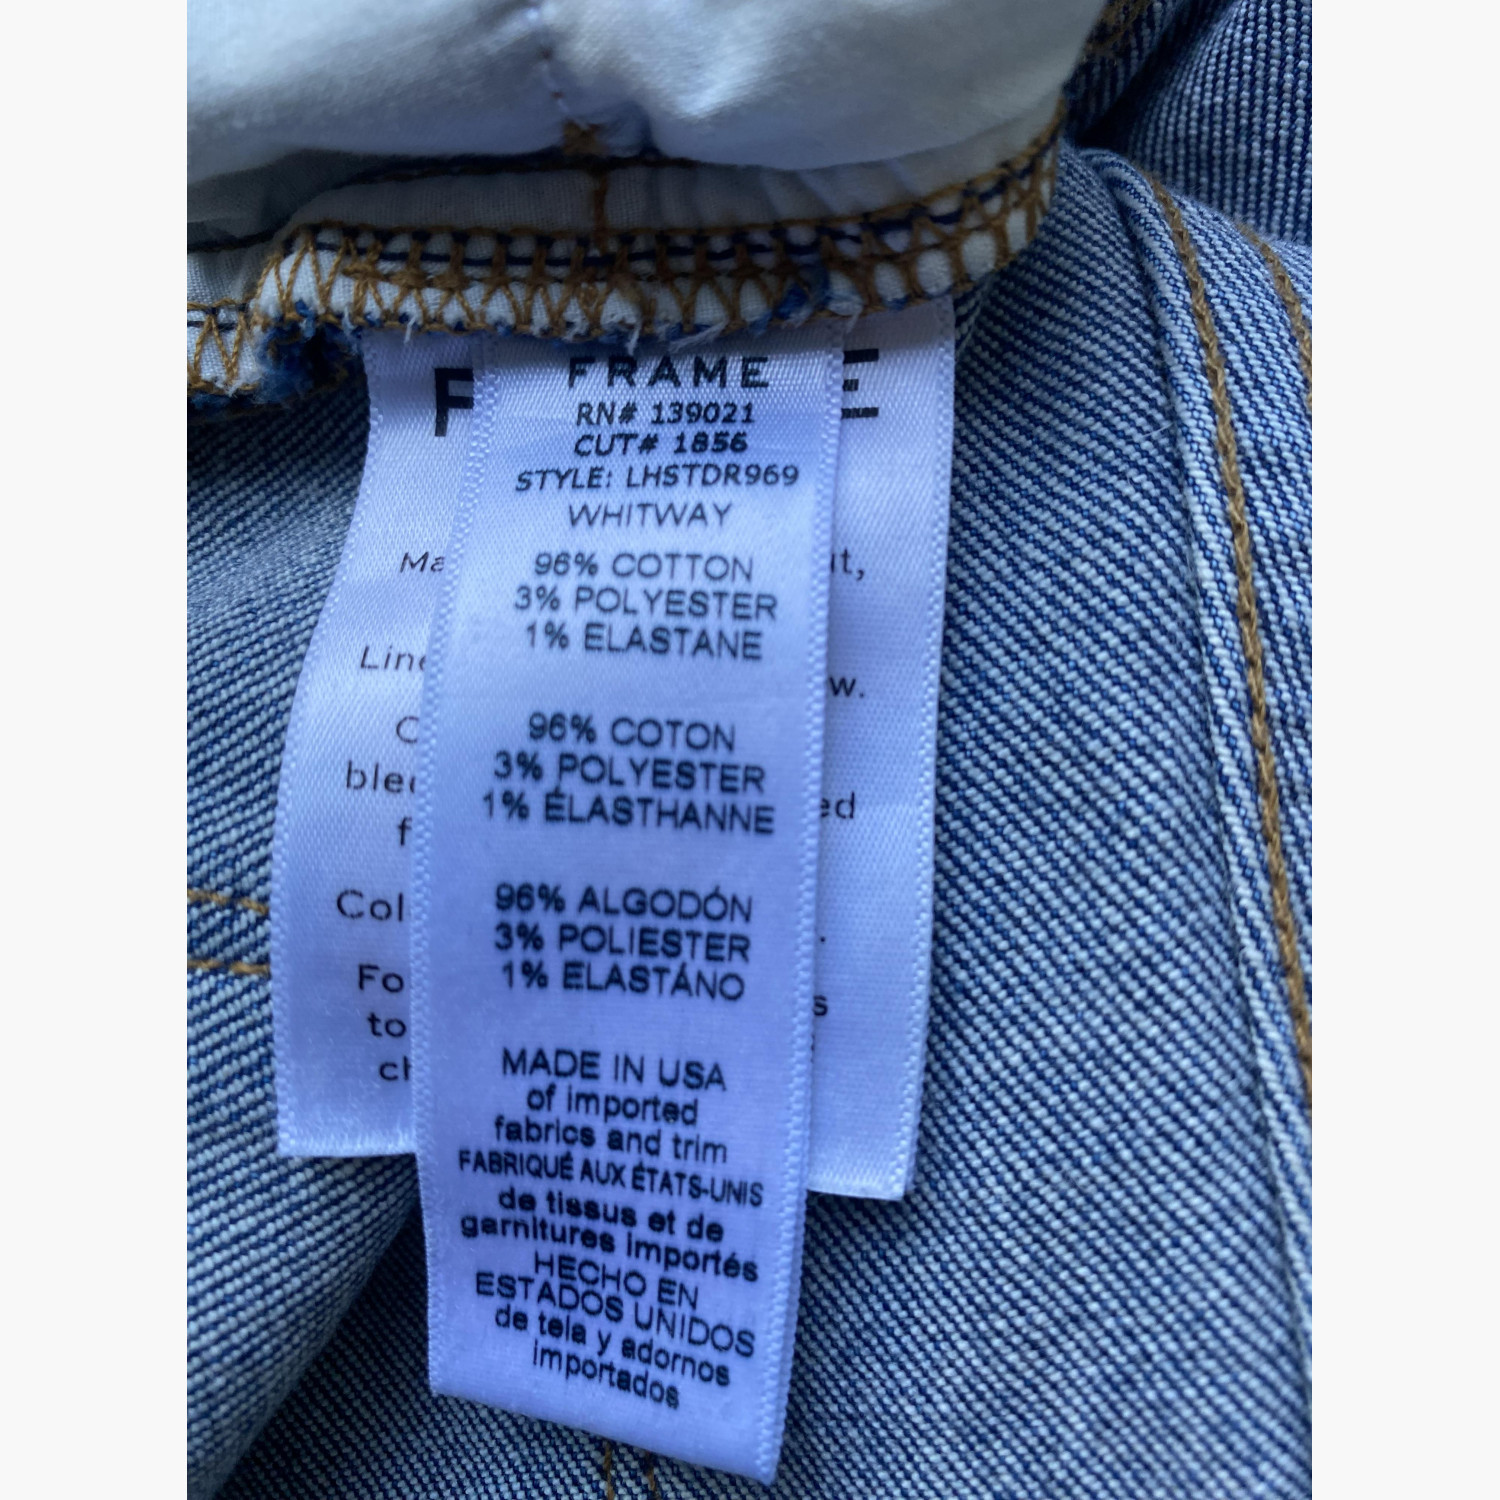 FRAME
RN# 139021
CUT# 1856
STYLE: LHSTDR969
WHITWAY
96% COTTON
3% POLYESTER
1% ELASTANE
96% COTON
3% POLYESTER
1% ÉLASTHANNE
96% ALGODÓN
3% POLIESTER
1% ELASTÁNO
MADE IN USA
of imported
fabrics and trim
FABRIQUÉ AUX ÉTATS-UNIS
de tissus et de
garnitures importés
HECHO EN
ESTADOS UNIDOS
de tela y adornos
importados